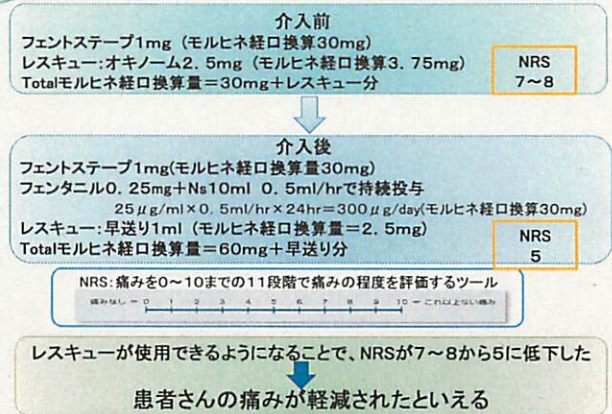 介入前
フェントステープ1mg (モルヒネ経口換算30mg)
レスキュー:オキノーム2.5mg (モルヒネ換算3.75mg)
Totalモルヒネ経口換算量=30mg+レスキュー分
NRS
7~8
介入後
フェントステープ1mg(モルヒネ経口換算量30mg)
フェンタニル0.25mg+Ns10ml 0.5ml/hrで持続投与
25μg/ml×0.5ml/hr×24hr=300μg/day(モルヒネ経口換算30mg)
レスキュー:早送り1ml (モルヒネ換算量=2.5mg)
Totalモルヒネ経口換算量=60mg+早送り分
NRS
5
NRS:痛みを0~10までの11段階で痛みの程度を評価するツール
痛みなし = 0 1 2 3 4 5 6 7 8 9 10 = これ以上ない痛み
レスキューが使用できるようになることで、NRSが7~8から5に低下した
患者さんの痛みが軽減されたといえる